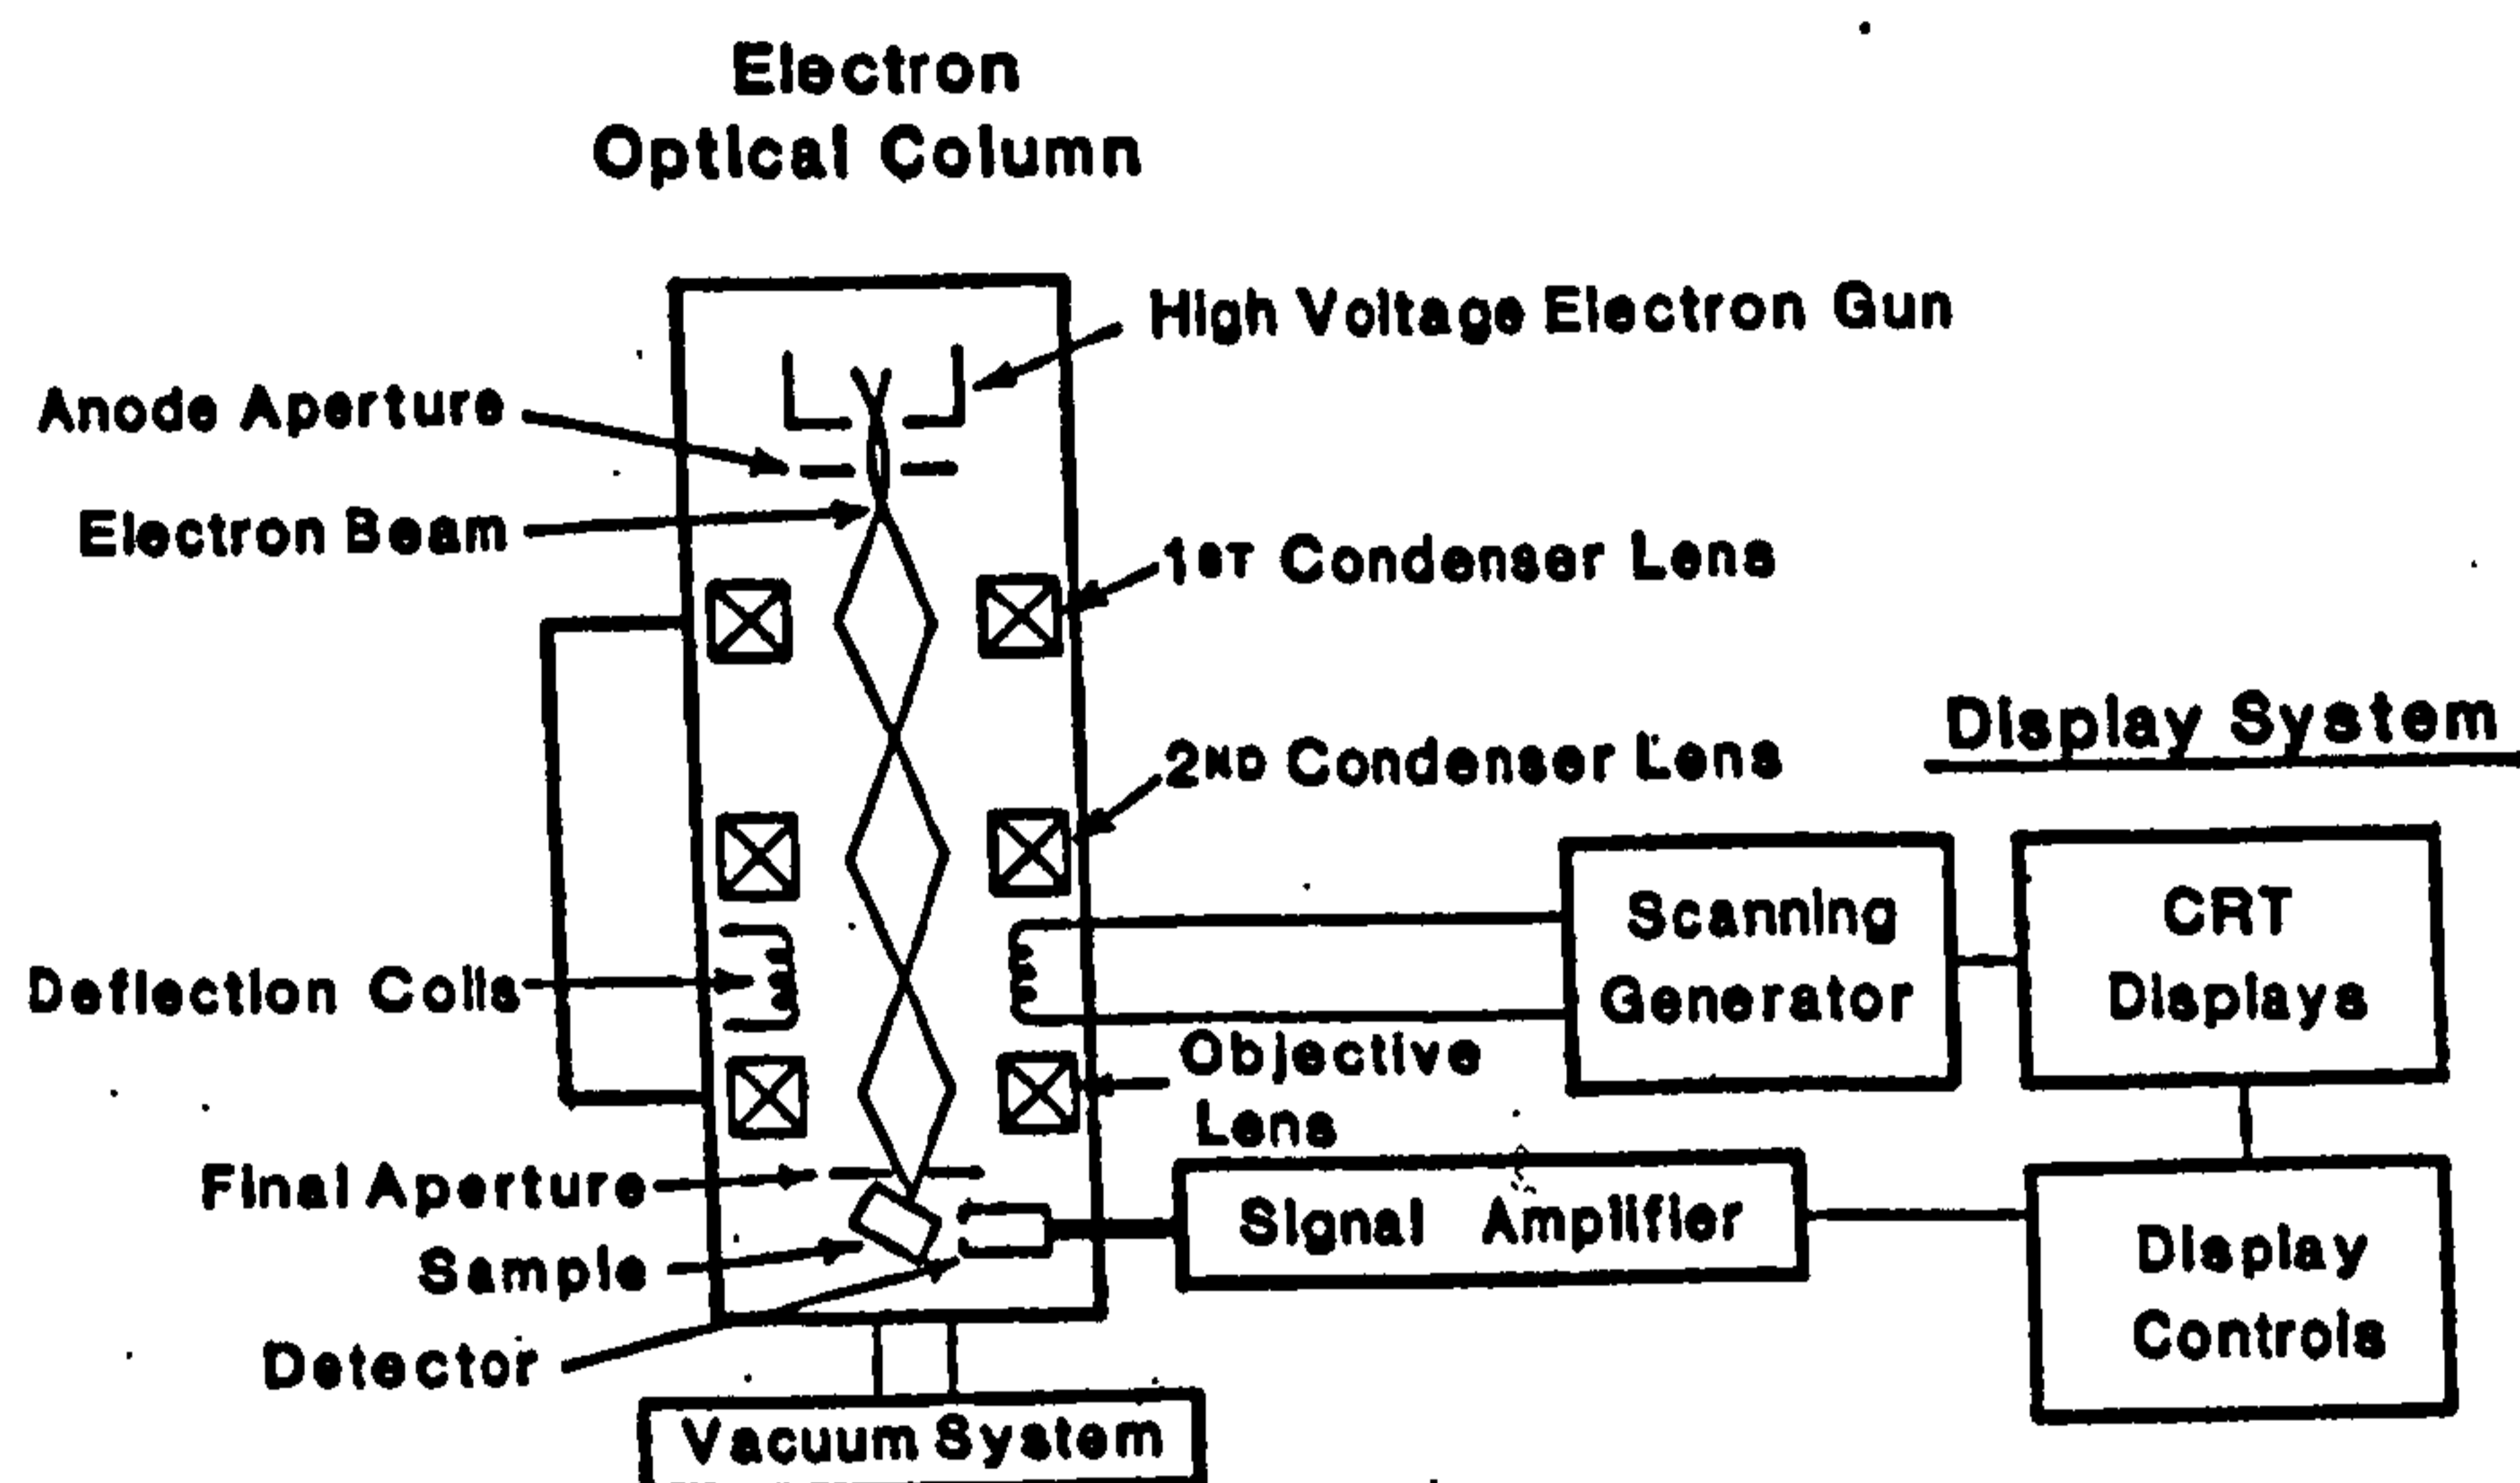 Electron
Optical Column
High Voltage Electron Gun
Anode Aperture
Electron Beam
1ST Condenser Lens
2ND Condenser Lens
Display System
Scanning
Generator
CRT
Displays
Deflection Coils
Objective
Lens
Final Aperture
Signal Amplifier
Sample
Display
Controls
Detector
Vacuum System